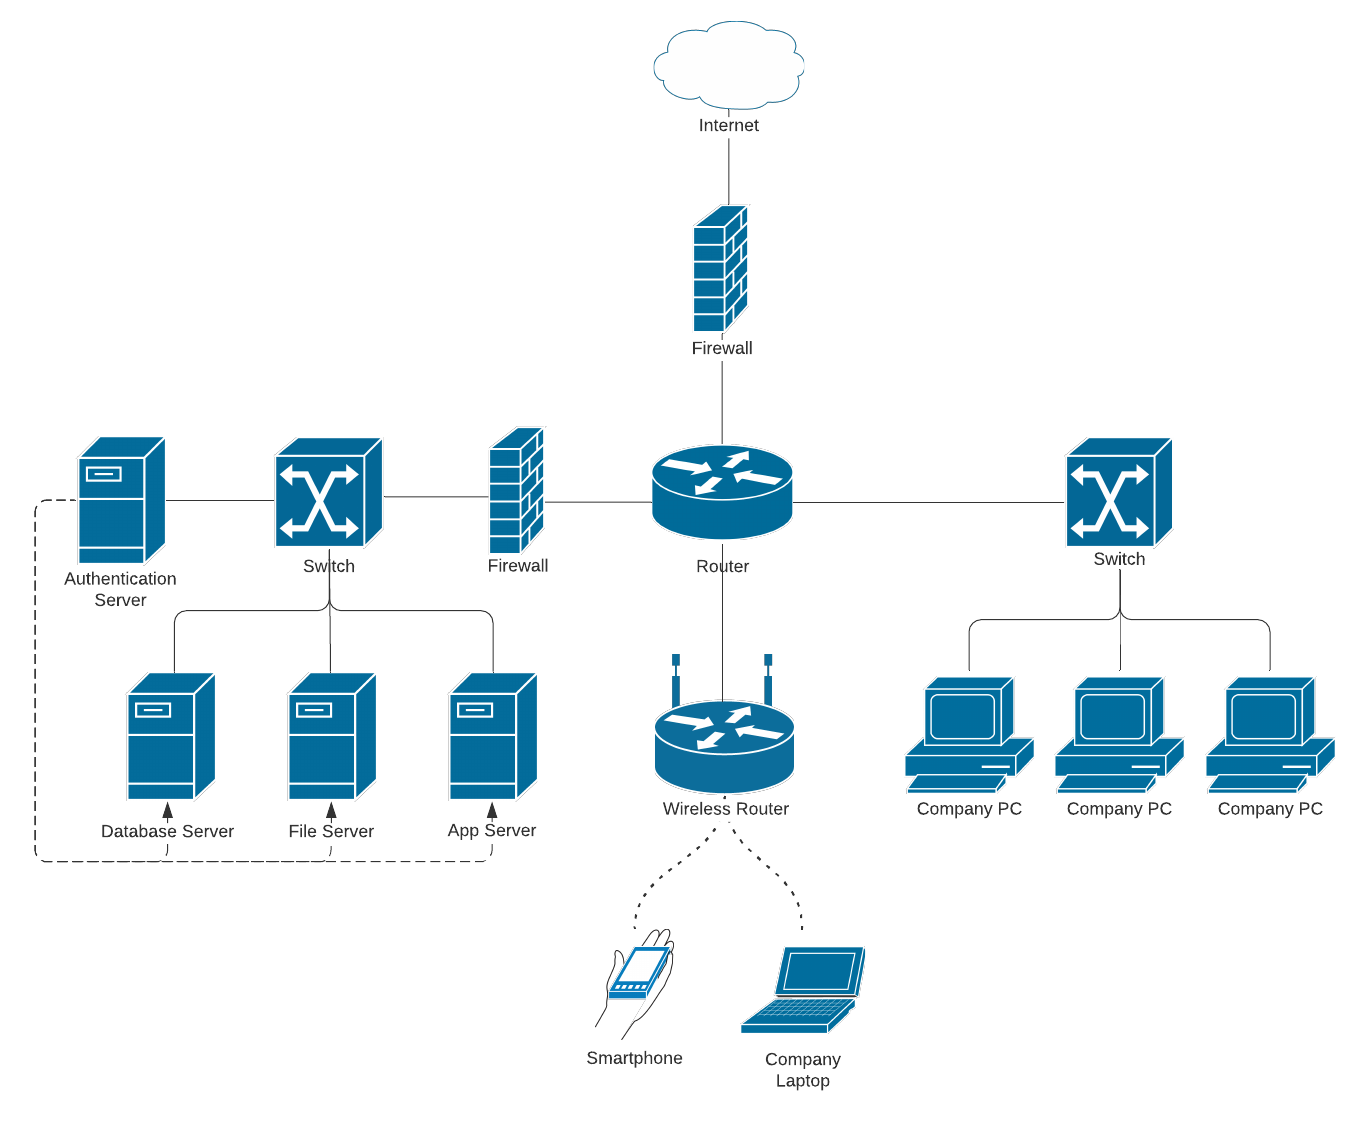 Internet
Firewall
Switch
Firewall
Router
Switch
Authentication
Server
Database Server
File Server
App Server
Wireless Router
Company PC
Company PC
Company PC
Smartphone
Company
Laptop